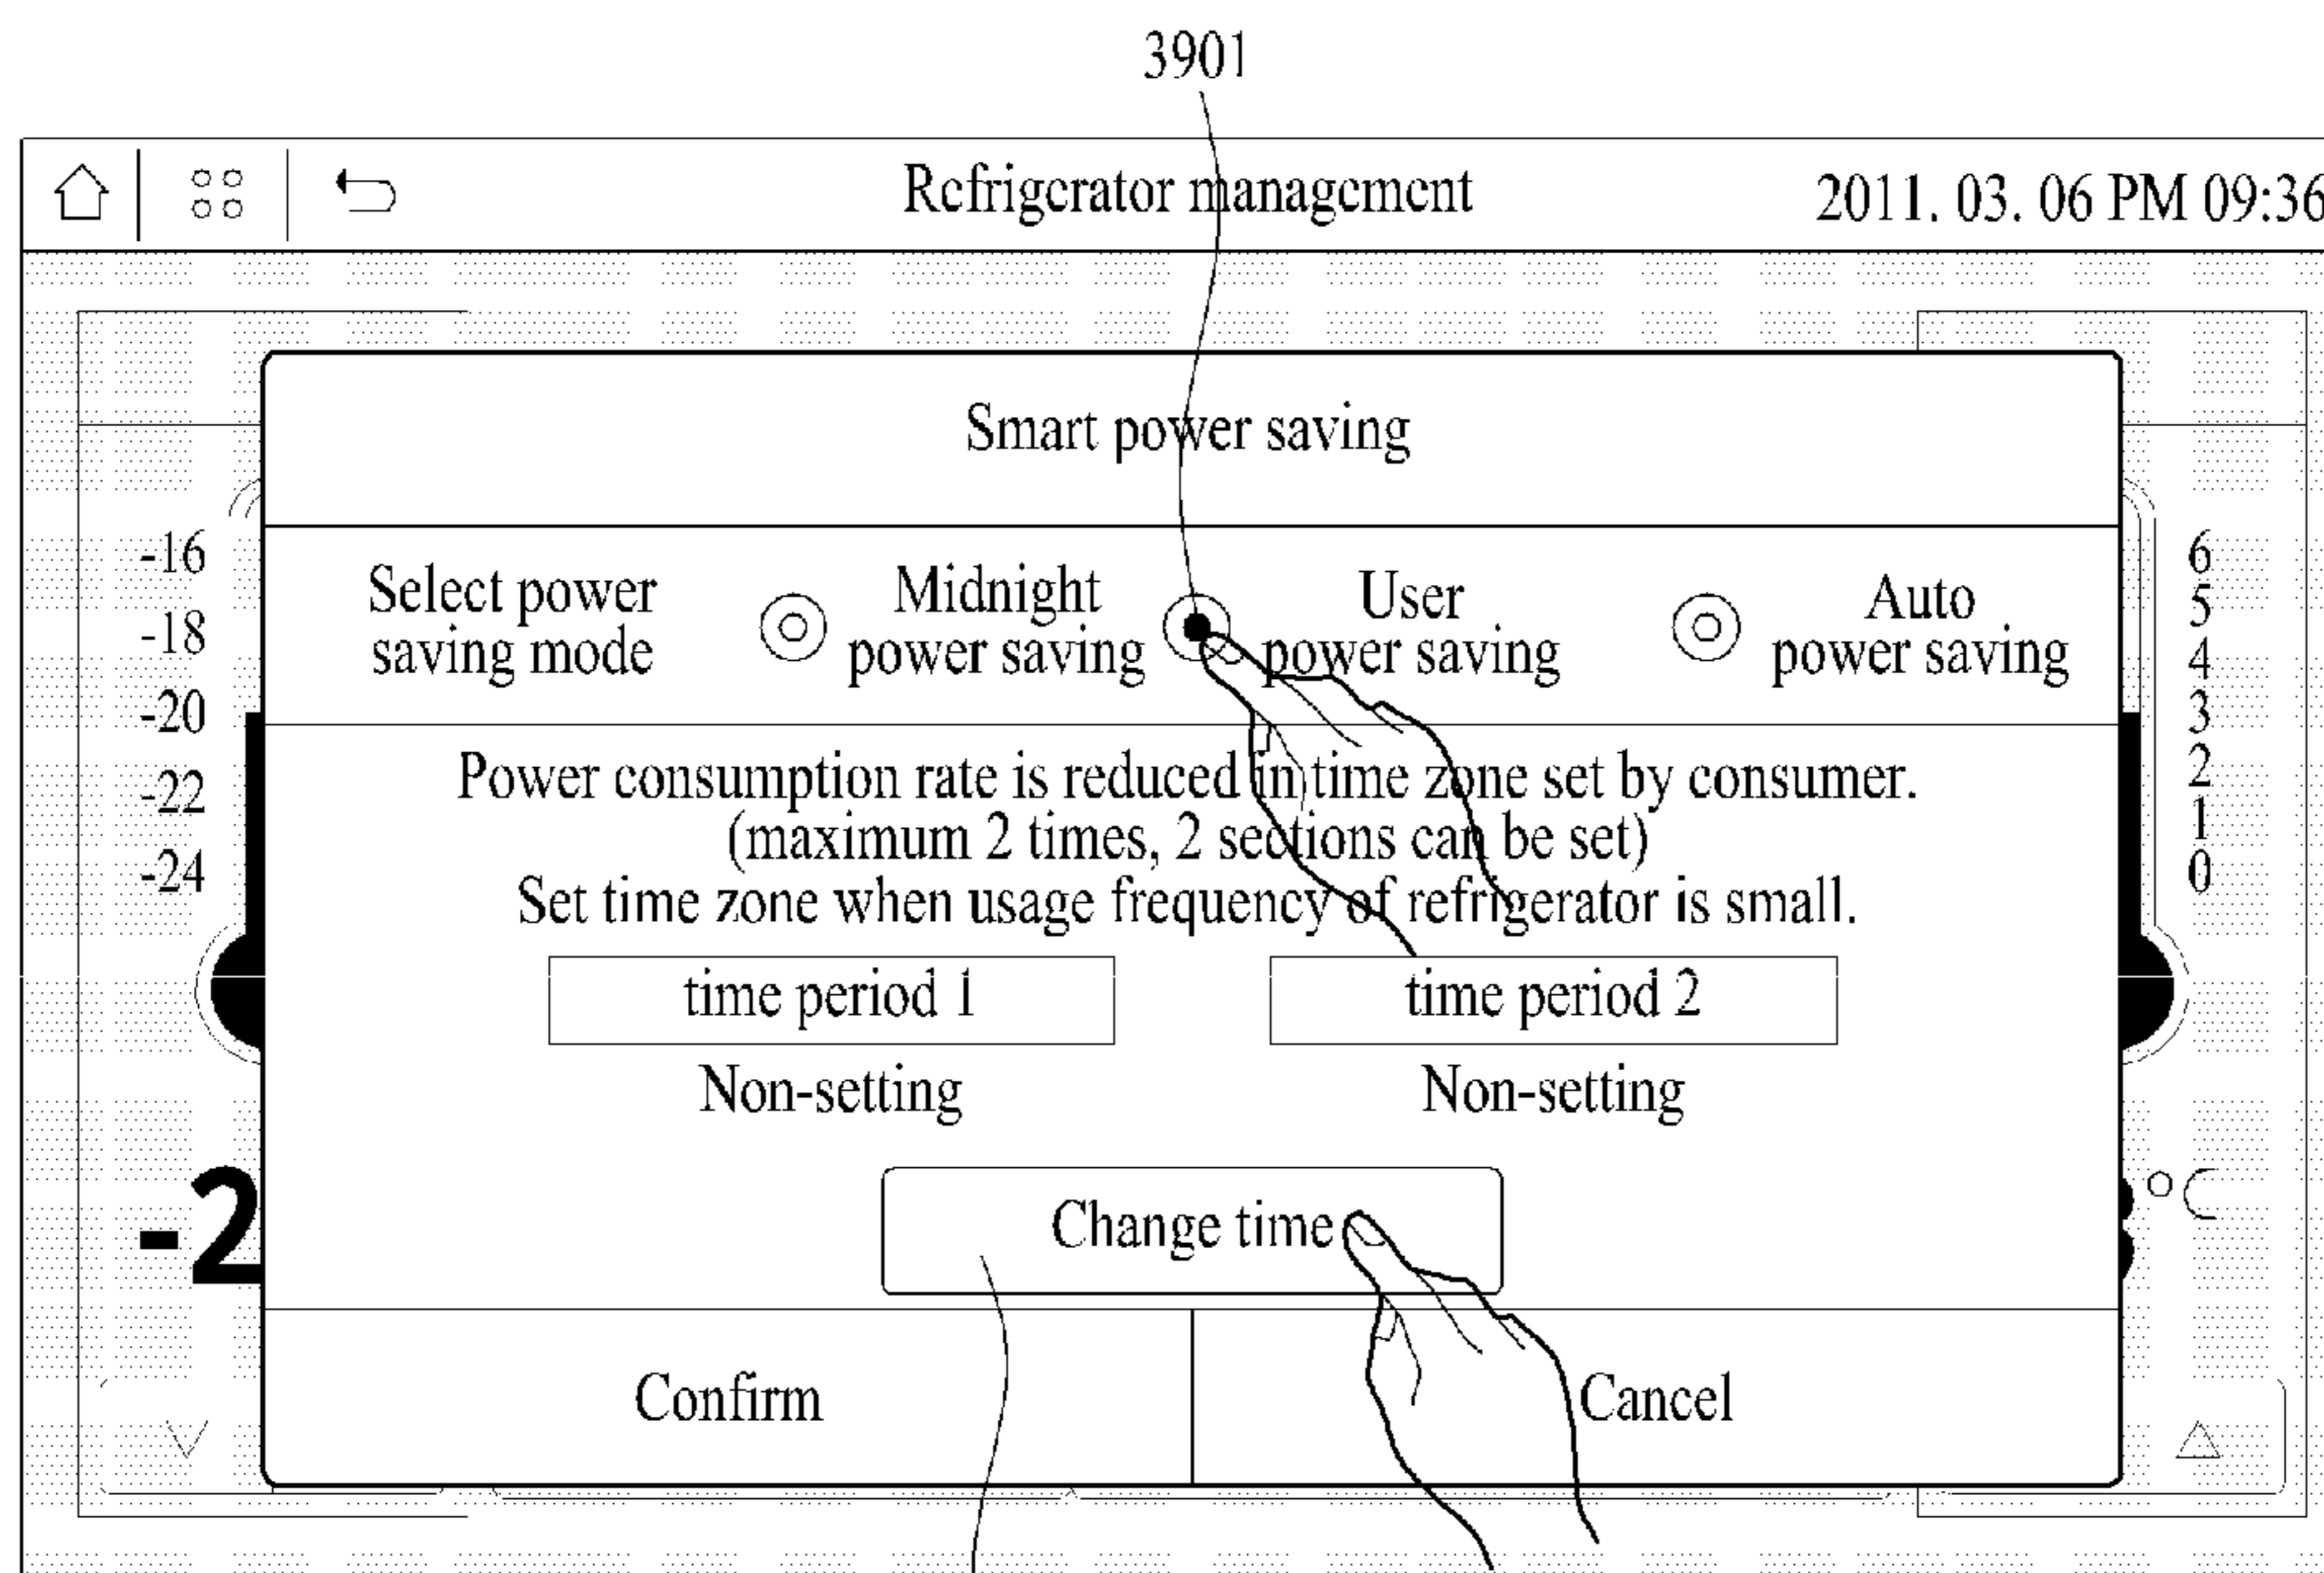 3901
Refrigerator management
2011. 03. 06 PM 09:36
Smart power saving
Select power
saving mode
Midnight
power saving
User
power saving
Auto
power saving
-16
-18
-20
-22
-24
6
5
4
3
2
1
0
Power consumption rate is reduced in time zone set by consumer.
(maximum 2 times, 2 sections can be set)
Set time zone when usage frequency of refrigerator is small.
time period 1
time period 2
Non-setting
Non-setting
-2
°C
Change time
Confirm
Cancel